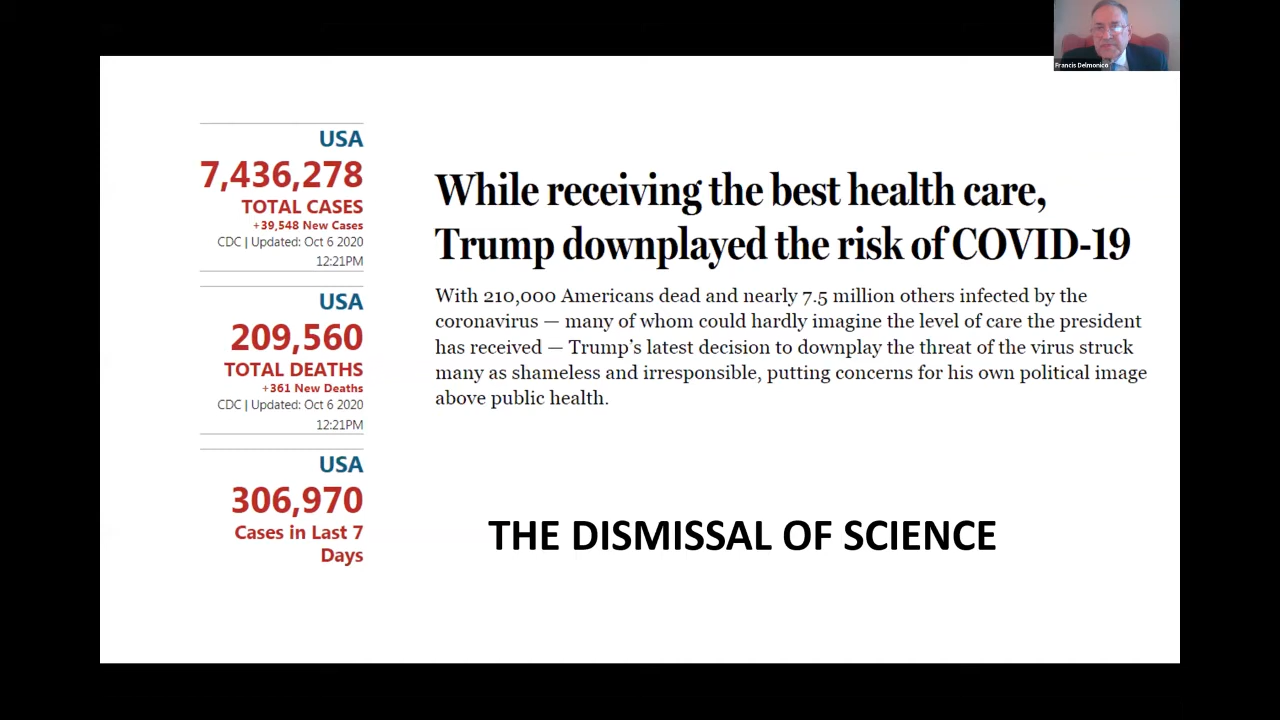 Francis Delmonico
USA
7,436,278
TOTAL CASES
+39,548 New Cases
CDC | Updated: Oct 6 2020
12:21PM
USA
209,560
TOTAL DEATHS
+361 New Deaths
CDC | Updated: Oct 6 2020
12:21PM
USA
306,970
Cases in Last 7
Days
While receiving the best health care,
Trump downplayed the risk of COVID-19
With 210,000 Americans dead and nearly 7.5 million others infected by the
coronavirus — many of whom could hardly imagine the level of care the president
has received — Trump’s latest decision to downplay the threat of the virus struck
many as shameless and irresponsible, putting concerns for his own political image
above public health.
THE DISMISSAL OF SCIENCE